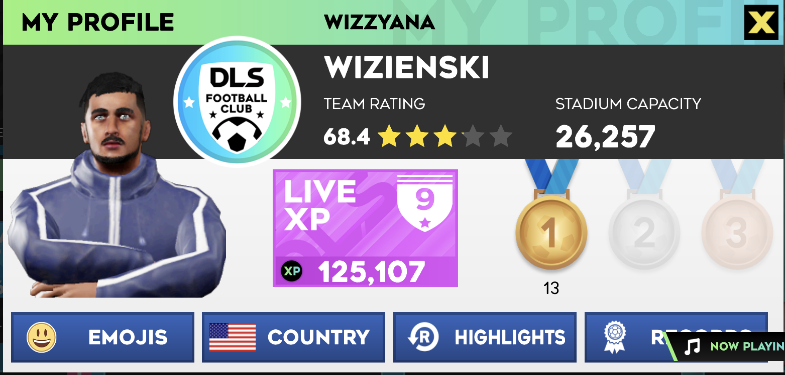 MY PROFILE
WIZZYANA
X
WIZIENSKI
DLS
FOOTBALL
CLUB
TEAM RATING
STADIUM CAPACITY
68.4
26,257
LIVE
XP
9
XP 125,107
1
2
3
13
EMOJIS
COUNTRY
R HIGHLIGHTS
RECORDS
NOW PLAYIN